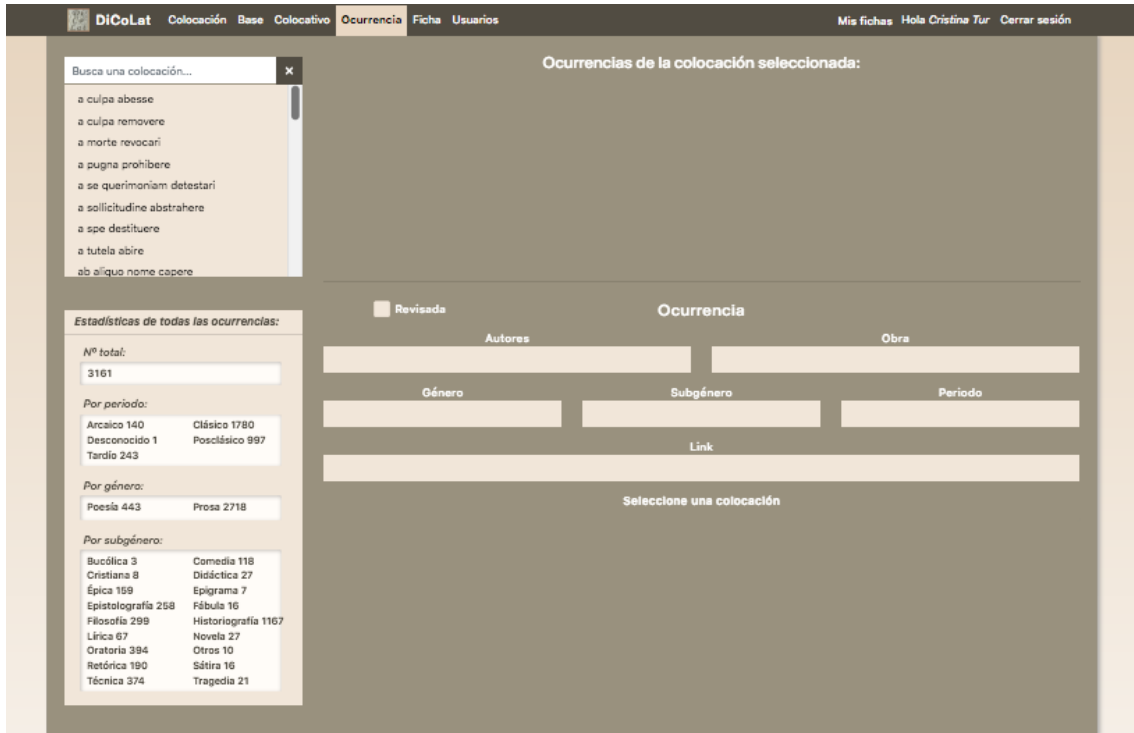 DiCoLat Colocación Base Colocativo Ocurrencia Ficha Usuarios Mis fichas Hola Cristina Tur Cerrar sesión
Busca una colocación... ×
a culpa abesse
a culpa removere
a morte revocari
a pugna prohibere
a se querimoniam detestari
a sollicitudine abstrahere
a spe destituere
a tutela abire
ab aliquo nome capere
Estadísticas de todas las ocurrencias:
Nº total:
3161
Por periodo:
Arcaico 140 Clásico 1780
Desconocido 1 Posclásico 997
Tardío 243
Por género:
Poesía 443 Prosa 2718
Por subgénero:
Bucólica 3 Comedia 118
Cristiana 8 Didáctica 27
Épica 159 Epigrama 7
Epistolografía 258 Fábula 16
Filosofía 299 Historiografía 1167
Lírica 67 Novela 27
Oratoria 394 Otros 10
Retórica 190 Sátira 16
Técnica 374 Tragedia 21
Ocurrencias de la colocación seleccionada:
Revisada Ocurrencia
Autores Obra
Género Subgénero Periodo
Link
Seleccione una colocación